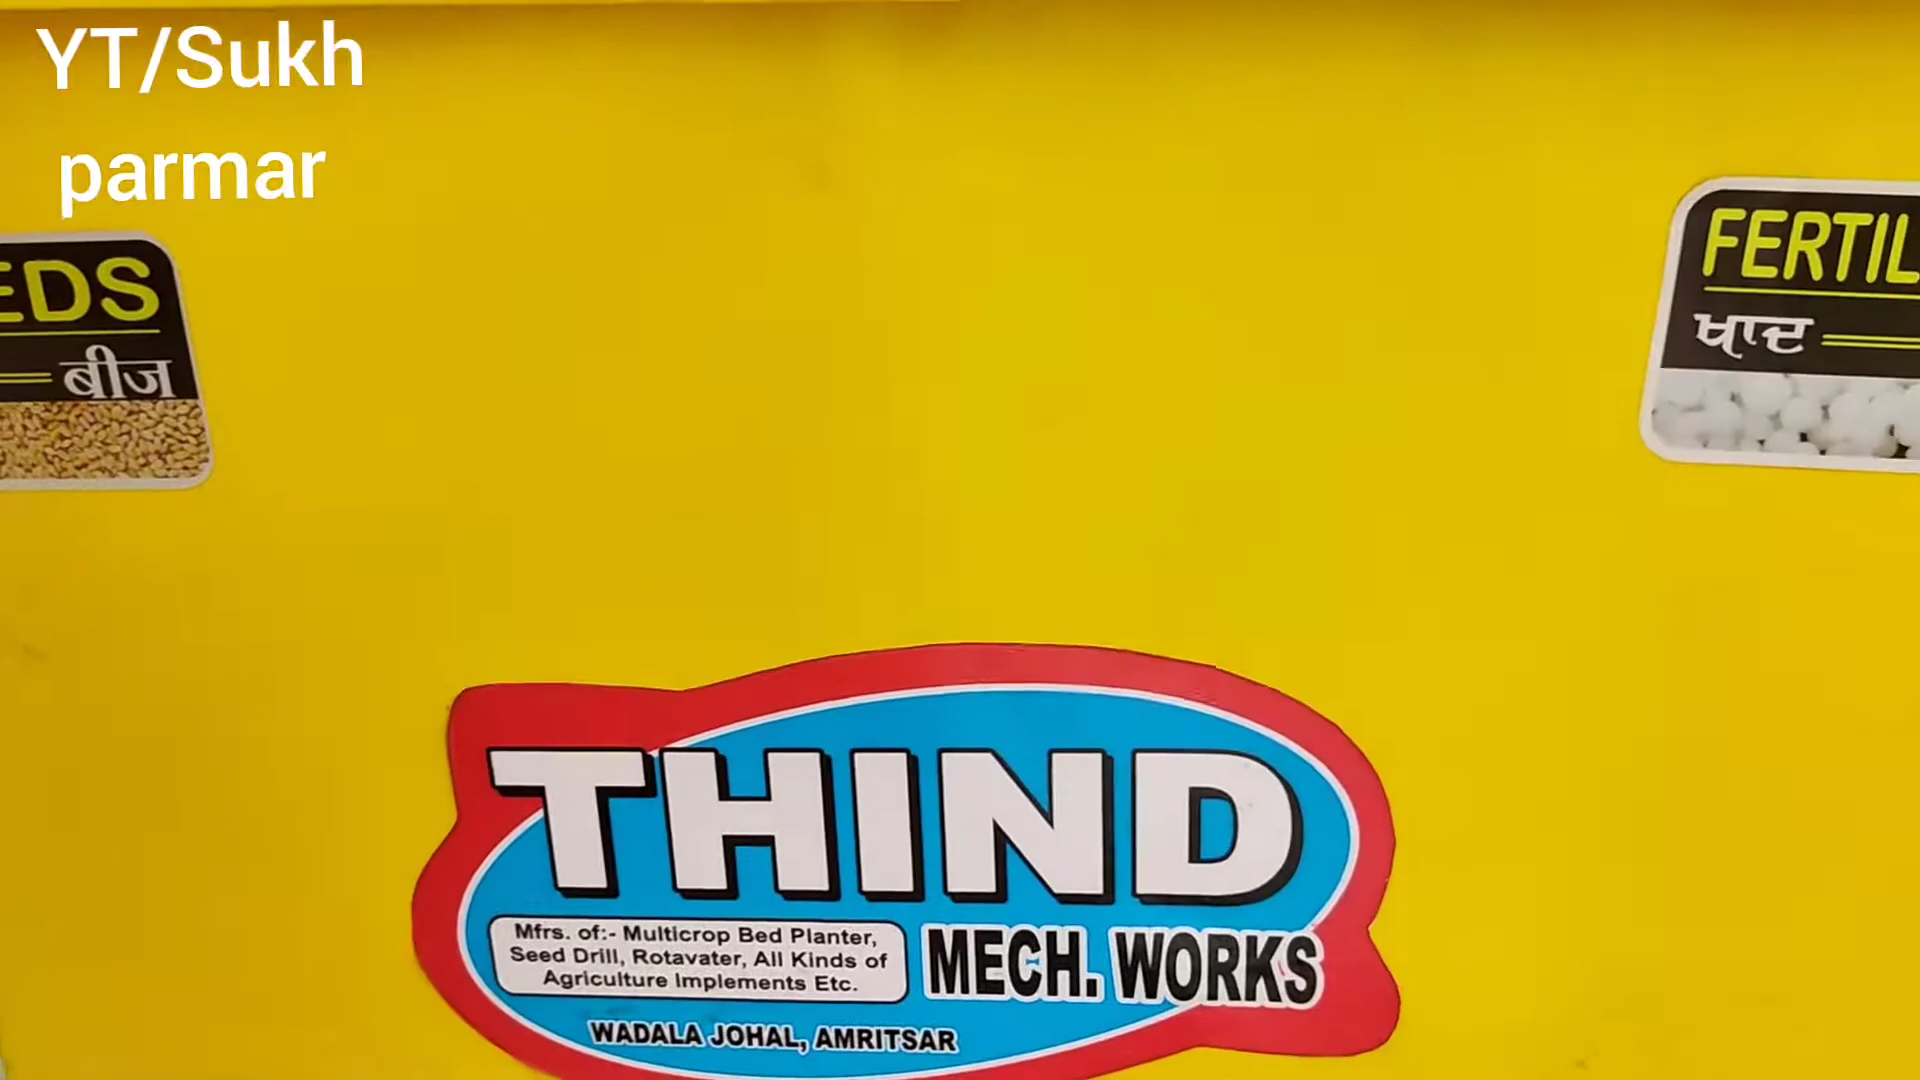 YT/Sukh
parmar
EDS
बीज
FERTIL
ਖਾਦ
THIND
Mfrs. of:- Multicrop Bed Planter,
Seed Drill, Rotavater, All Kinds of
Agriculture Implements Etc.
MECH. WORKS
WADALA JOHAL, AMRITSAR